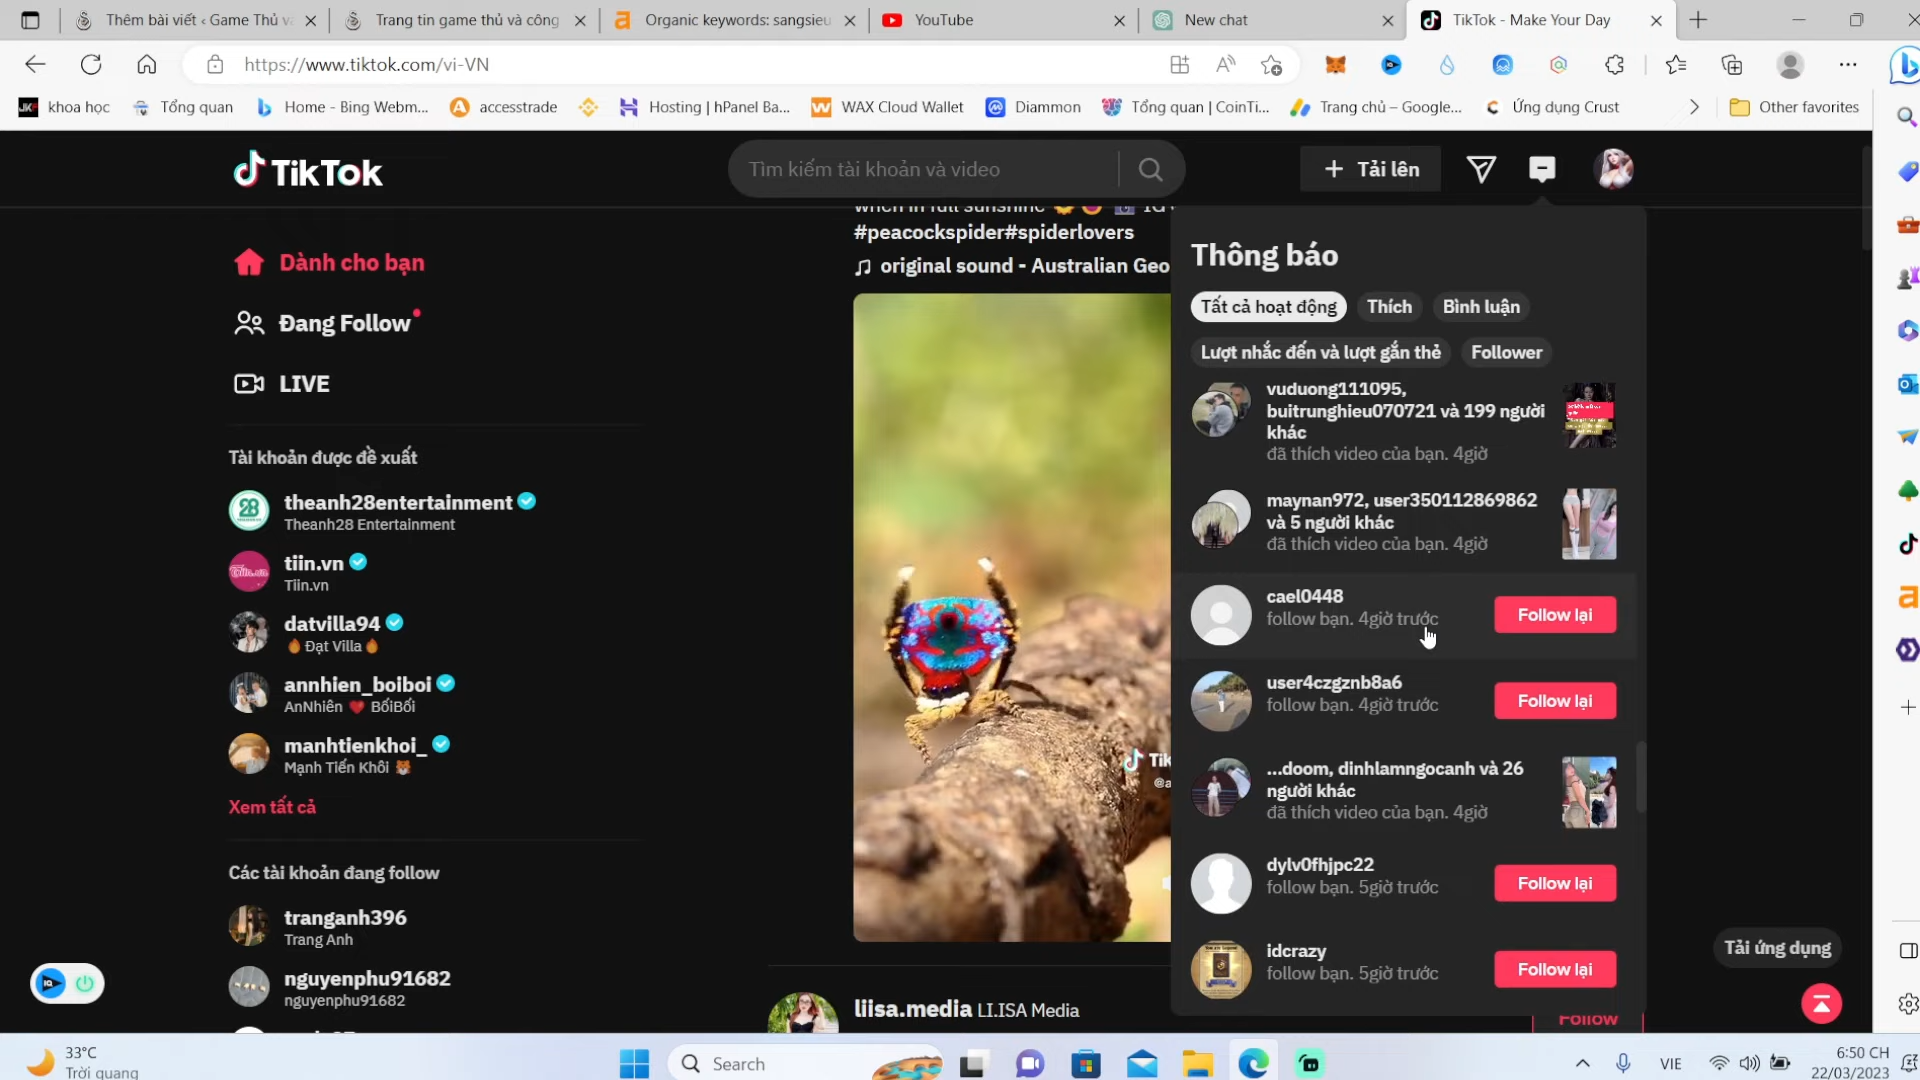 Thêm bài viết ‹ Game Thủ và
Trang tin game thủ và công
Organic keywords: sangsieu
YouTube
New chat
TikTok - Make Your Day
https://www.tiktok.com/vi-VN
khoa học
Tổng quan
Home - Bing Webm...
accesstrade
Hosting | hPanel Ba...
WAX Cloud Wallet
Diammon
Tổng quan | CoinTi...
Trang chủ – Google...
Ứng dụng Crust
Other favorites
TikTok
Tìm kiếm tài khoản và video
Tải lên
when in full sunshine
#peacockspider#spiderlovers
original sound - Australian Geo
Dành cho bạn
Đang Follow
LIVE
Tài khoản được đề xuất
theanh28entertainment
Theanh28 Entertainment
tiin.vn
Tiin.vn
datvilla94
Đạt Villa
annhien_boiboi
AnNhiên ❤️ BốiBối
manhtienkhoi_
Mạnh Tiến Khôi
Xem tất cả
Các tài khoản đang follow
tranganh396
Trang Anh
nguyenphu91682
nguyenphu91682
Tik
@a
liisa.media LI.ISA Media
Follow
Thông báo
Tất cả hoạt động
Thích
Bình luận
Lượt nhắc đến và lượt gắn thẻ
Follower
vuduong111095,
buitrunghieu070721 và 199 người
khác
đã thích video của bạn. 4giờ
maynan972, user350112869862
và 5 người khác
đã thích video của bạn. 4giờ
cael0448
follow bạn. 4giờ trước
Follow lại
user4czgznb8a6
follow bạn. 4giờ trước
Follow lại
...doom, dinhlamngocanh và 26
người khác
đã thích video của bạn. 4giờ
dylv0fhjpc22
follow bạn. 5giờ trước
Follow lại
idcrazy
follow bạn. 5giờ trước
Follow lại
Tải ứng dụng
33°C
Trời quang
Search
VIE
6:50 CH
22/03/2023